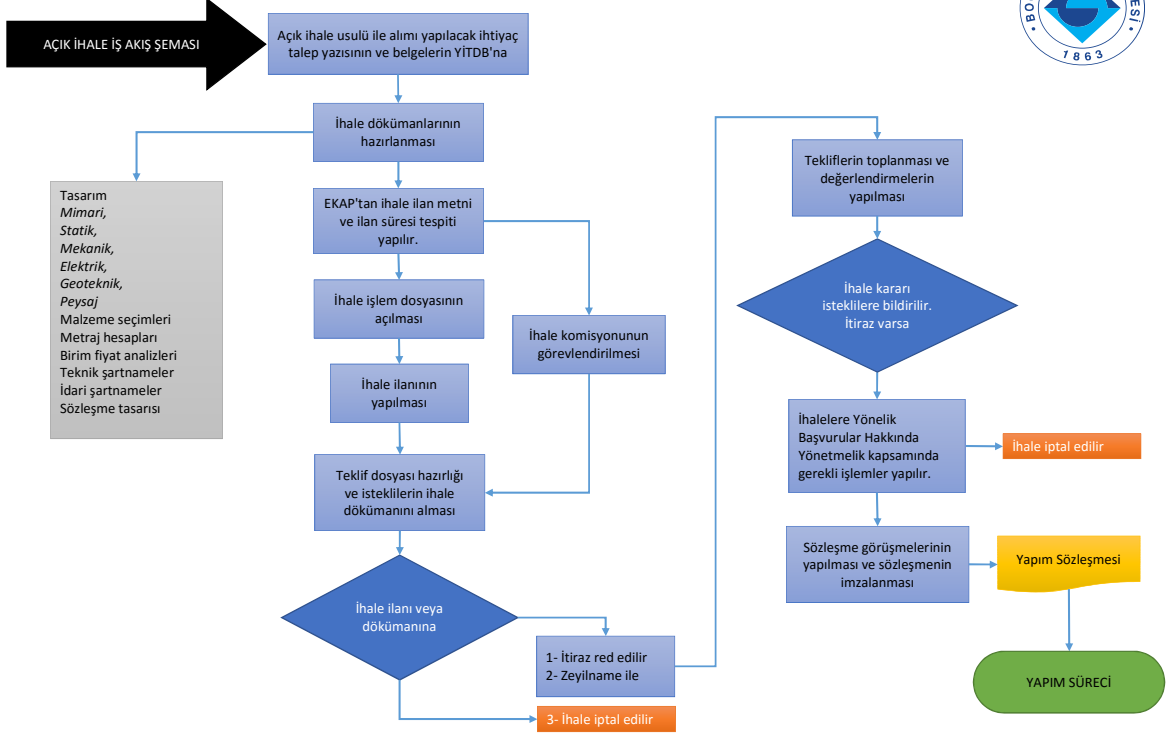 AÇIK İHALE İŞ AKIŞ ŞEMASI
Açık ihale usulü ile alımı yapılacak ihtiyaç
talep yazısının ve belgelerin YİTDB'na
1863
İhale dökümanlarının
hazırlanması
Tasarım
Mimari,
Statik,
Mekanik,
Elektrik,
Geoteknik,
Peysaj
Malzeme seçimleri
Metraj hesapları
Birim fiyat analizleri
Teknik şartnameler
İdari şartnameler
Sözleşme tasarısı
EKAP'tan ihale ilan metni
ve ilan süresi tespiti
yapılır.
İhale işlem dosyasının
açılması
İhale komisyonunun
görevlendirilmesi
İhale ilanının
yapılması
Teklif dosyası hazırlığı
ve isteklilerin ihale
dökümanını alması
İhale ilanı veya
dökümanına
1- İtiraz red edilir
2- Zeyilname ile
3- İhale iptal edilir
Tekliflerin toplanması ve
değerlendirmelerin
yapılması
İhale kararı
isteklilere bildirilir.
İtiraz varsa
İhalelere Yönelik
Başvurular Hakkında
Yönetmelik kapsamında
gerekli işlemler yapılır.
İhale iptal edilir
Sözleşme görüşmelerinin
yapılması ve sözleşmenin
imzalanması
Yapım Sözleşmesi
YAPIM SÜRECİ